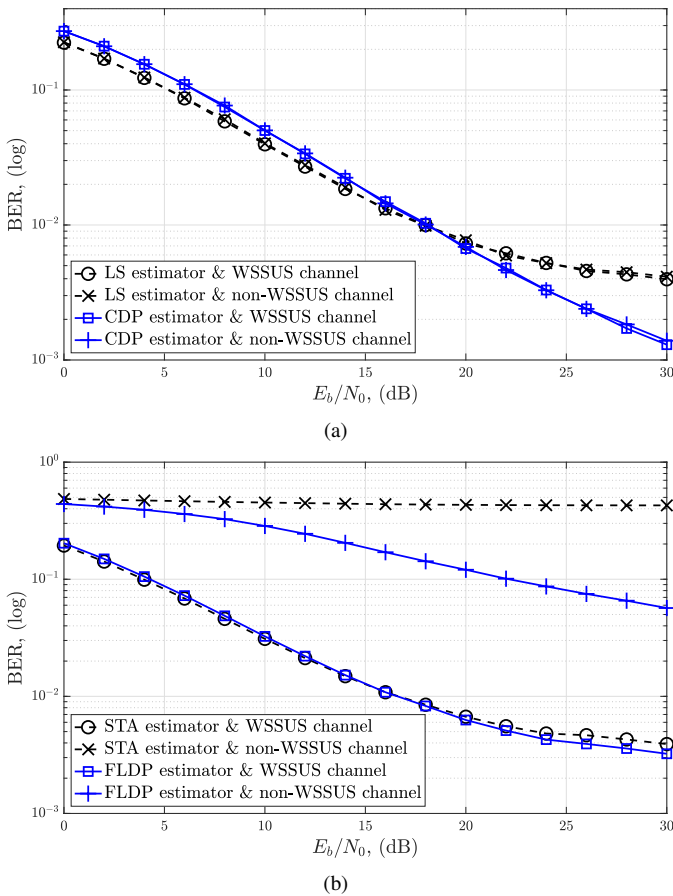 10^{-1}
10^{-2}
10^{-3}
BER, (log)
LS estimator & WSSUS channel
LS estimator & non-WSSUS channel
CDP estimator & WSSUS channel
CDP estimator & non-WSSUS channel
0 5 10 15 20 25 30
E_b/N_0, (dB)
(a)
10^0
10^{-1}
10^{-2}
10^{-3}
BER, (log)
STA estimator & WSSUS channel
STA estimator & non-WSSUS channel
FLDP estimator & WSSUS channel
FLDP estimator & non-WSSUS channel
0 5 10 15 20 25 30
E_b/N_0, (dB)
(b)